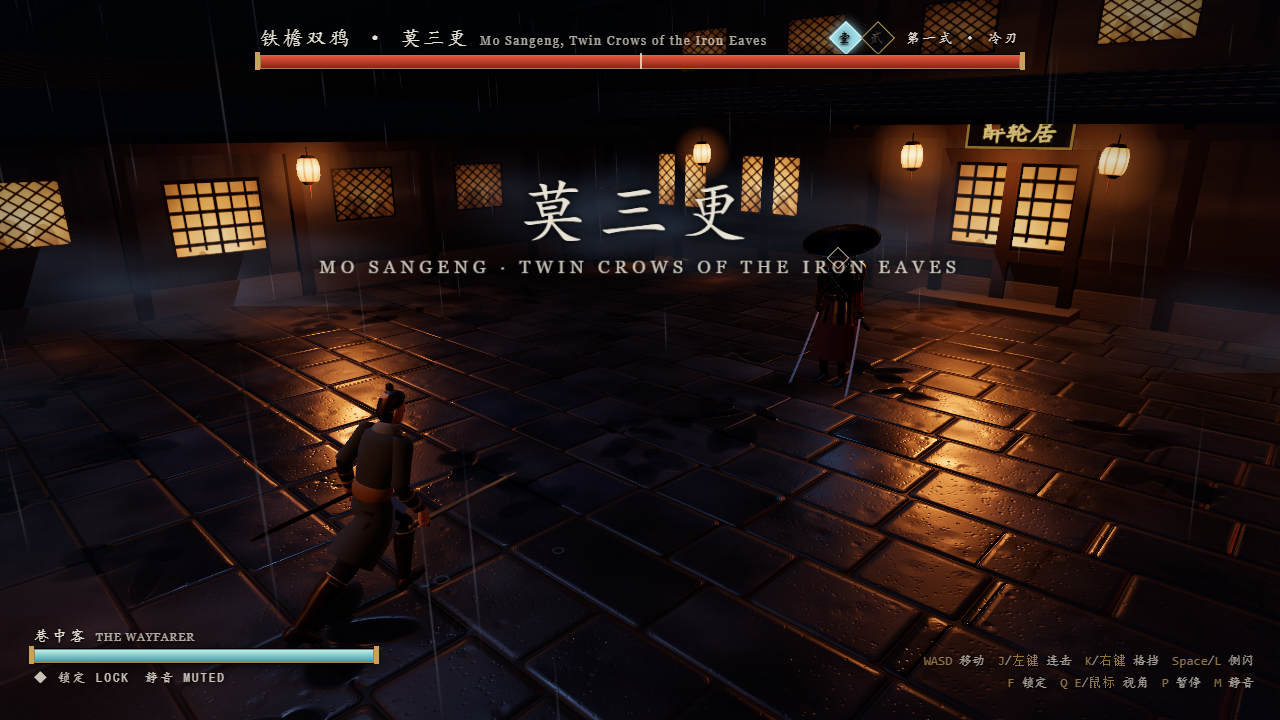 铁檐双鸦 • 莫三更 Mo Sangeng, Twin Crows of the Iron Eaves
壹 贰 第一式 • 冷刃
醉轮居
莫三更
MO SANGENG · TWIN CROWS OF THE IRON EAVES
巷中客 THE WAYFARER
◆ 锁定 LOCK 静音 MUTED
WASD 移动 J/左键 连击 K/右键 格挡 Space/L 侧闪
F 锁定 Q E/鼠标 视角 P 暂停 M 静音